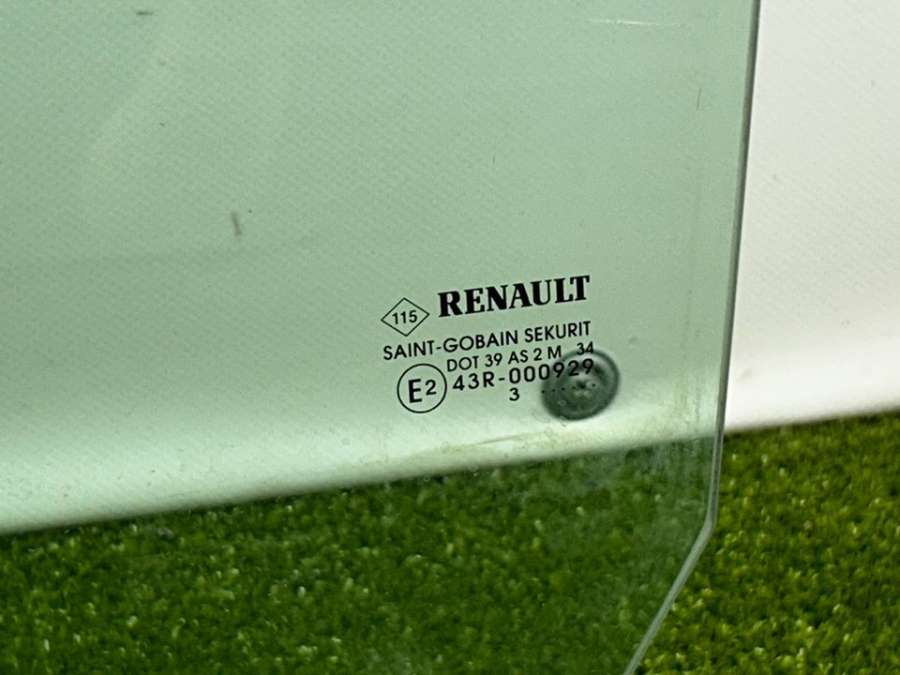 115 RENAULT
SAINT-GOBAIN SEKURIT
DOT 39 AS 2 M 34
E2 43R-000929
3 ......